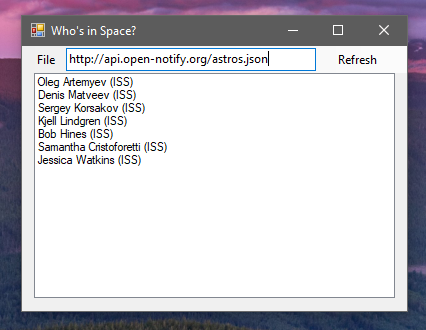 Who's in Space?
File http://api.open-notify.org/astros.json Refresh
Oleg Artemyev (ISS)
Denis Matveev (ISS)
Sergey Korsakov (ISS)
Kjell Lindgren (ISS)
Bob Hines (ISS)
Samantha Cristoforetti (ISS)
Jessica Watkins (ISS)